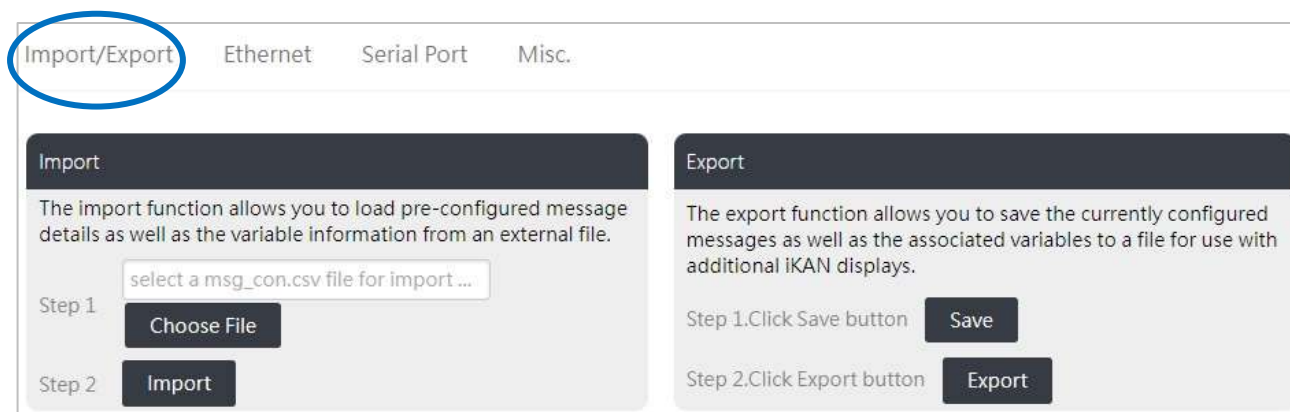 Import/Export Ethernet Serial Port Misc.
Import
The import function allows you to load pre-configured message
details as well as the variable information from an external file.
select a msg_con.csv file for import ...
Step 1
Choose File
Step 2 Import
Export
The export function allows you to save the currently configured
messages as well as the associated variables to a file for use with
additional iKAN displays.
Step 1.Click Save button Save
Step 2.Click Export button Export